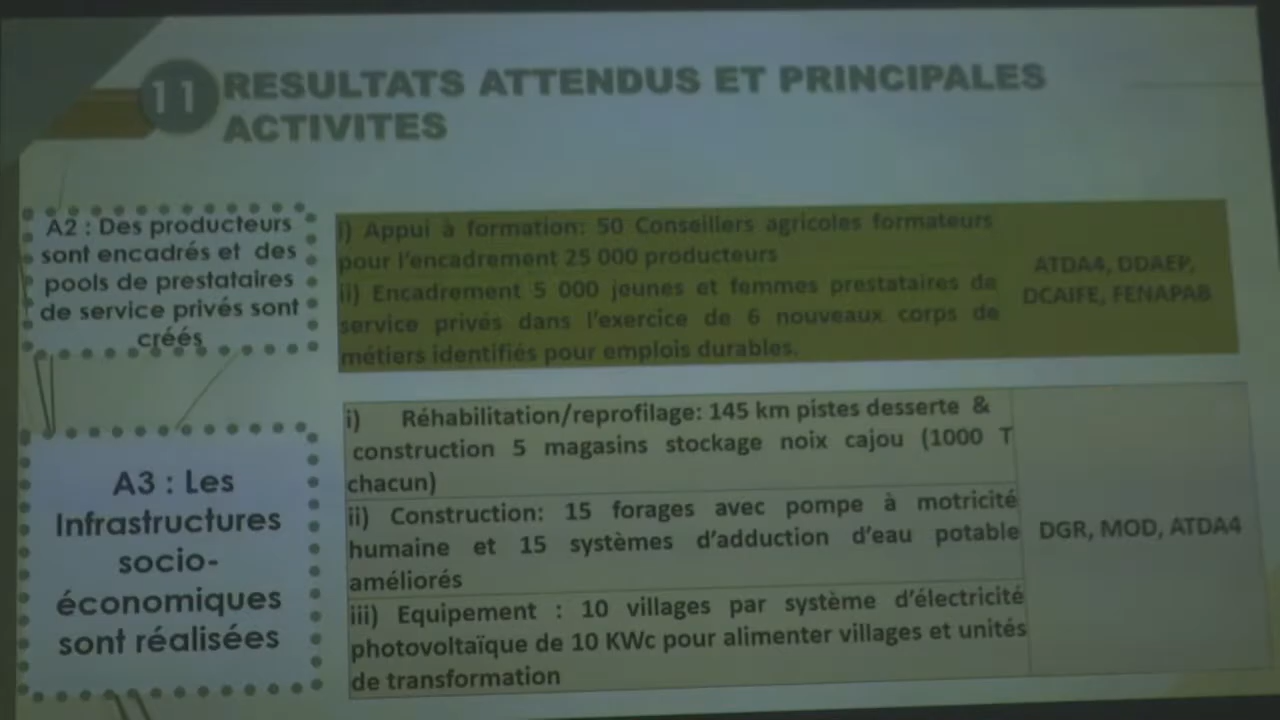 11 RESULTATS ATTENDUS ET PRINCIPALES
ACTIVITES
A2 : Des producteurs
sont encadrés et des
pools de prestataires
de service privés sont
créés
i) Appui à formation: 50 Conseillers agricoles formateurs
pour l'encadrement 25 000 producteurs
ii) Encadrement 5 000 jeunes et femmes prestataires de
service privés dans l'exercice de 6 nouveaux corps de
métiers identifiés pour emplois durables.
ATDA4, DDAEP,
DCAIFE, FENAPAB
A3 : Les
Infrastructures
socio-
économiques
sont réalisées
i) Réhabilitation/reprofilage: 145 km pistes desserte &
construction 5 magasins stockage noix cajou (1000 T
chacun)
ii) Construction: 15 forages avec pompe à motricité
humaine et 15 systèmes d'adduction d'eau potable
améliorés
iii) Equipement : 10 villages par système d'électricité
photovoltaïque de 10 KWc pour alimenter villages et unités
de transformation
DGR, MOD, ATDA4